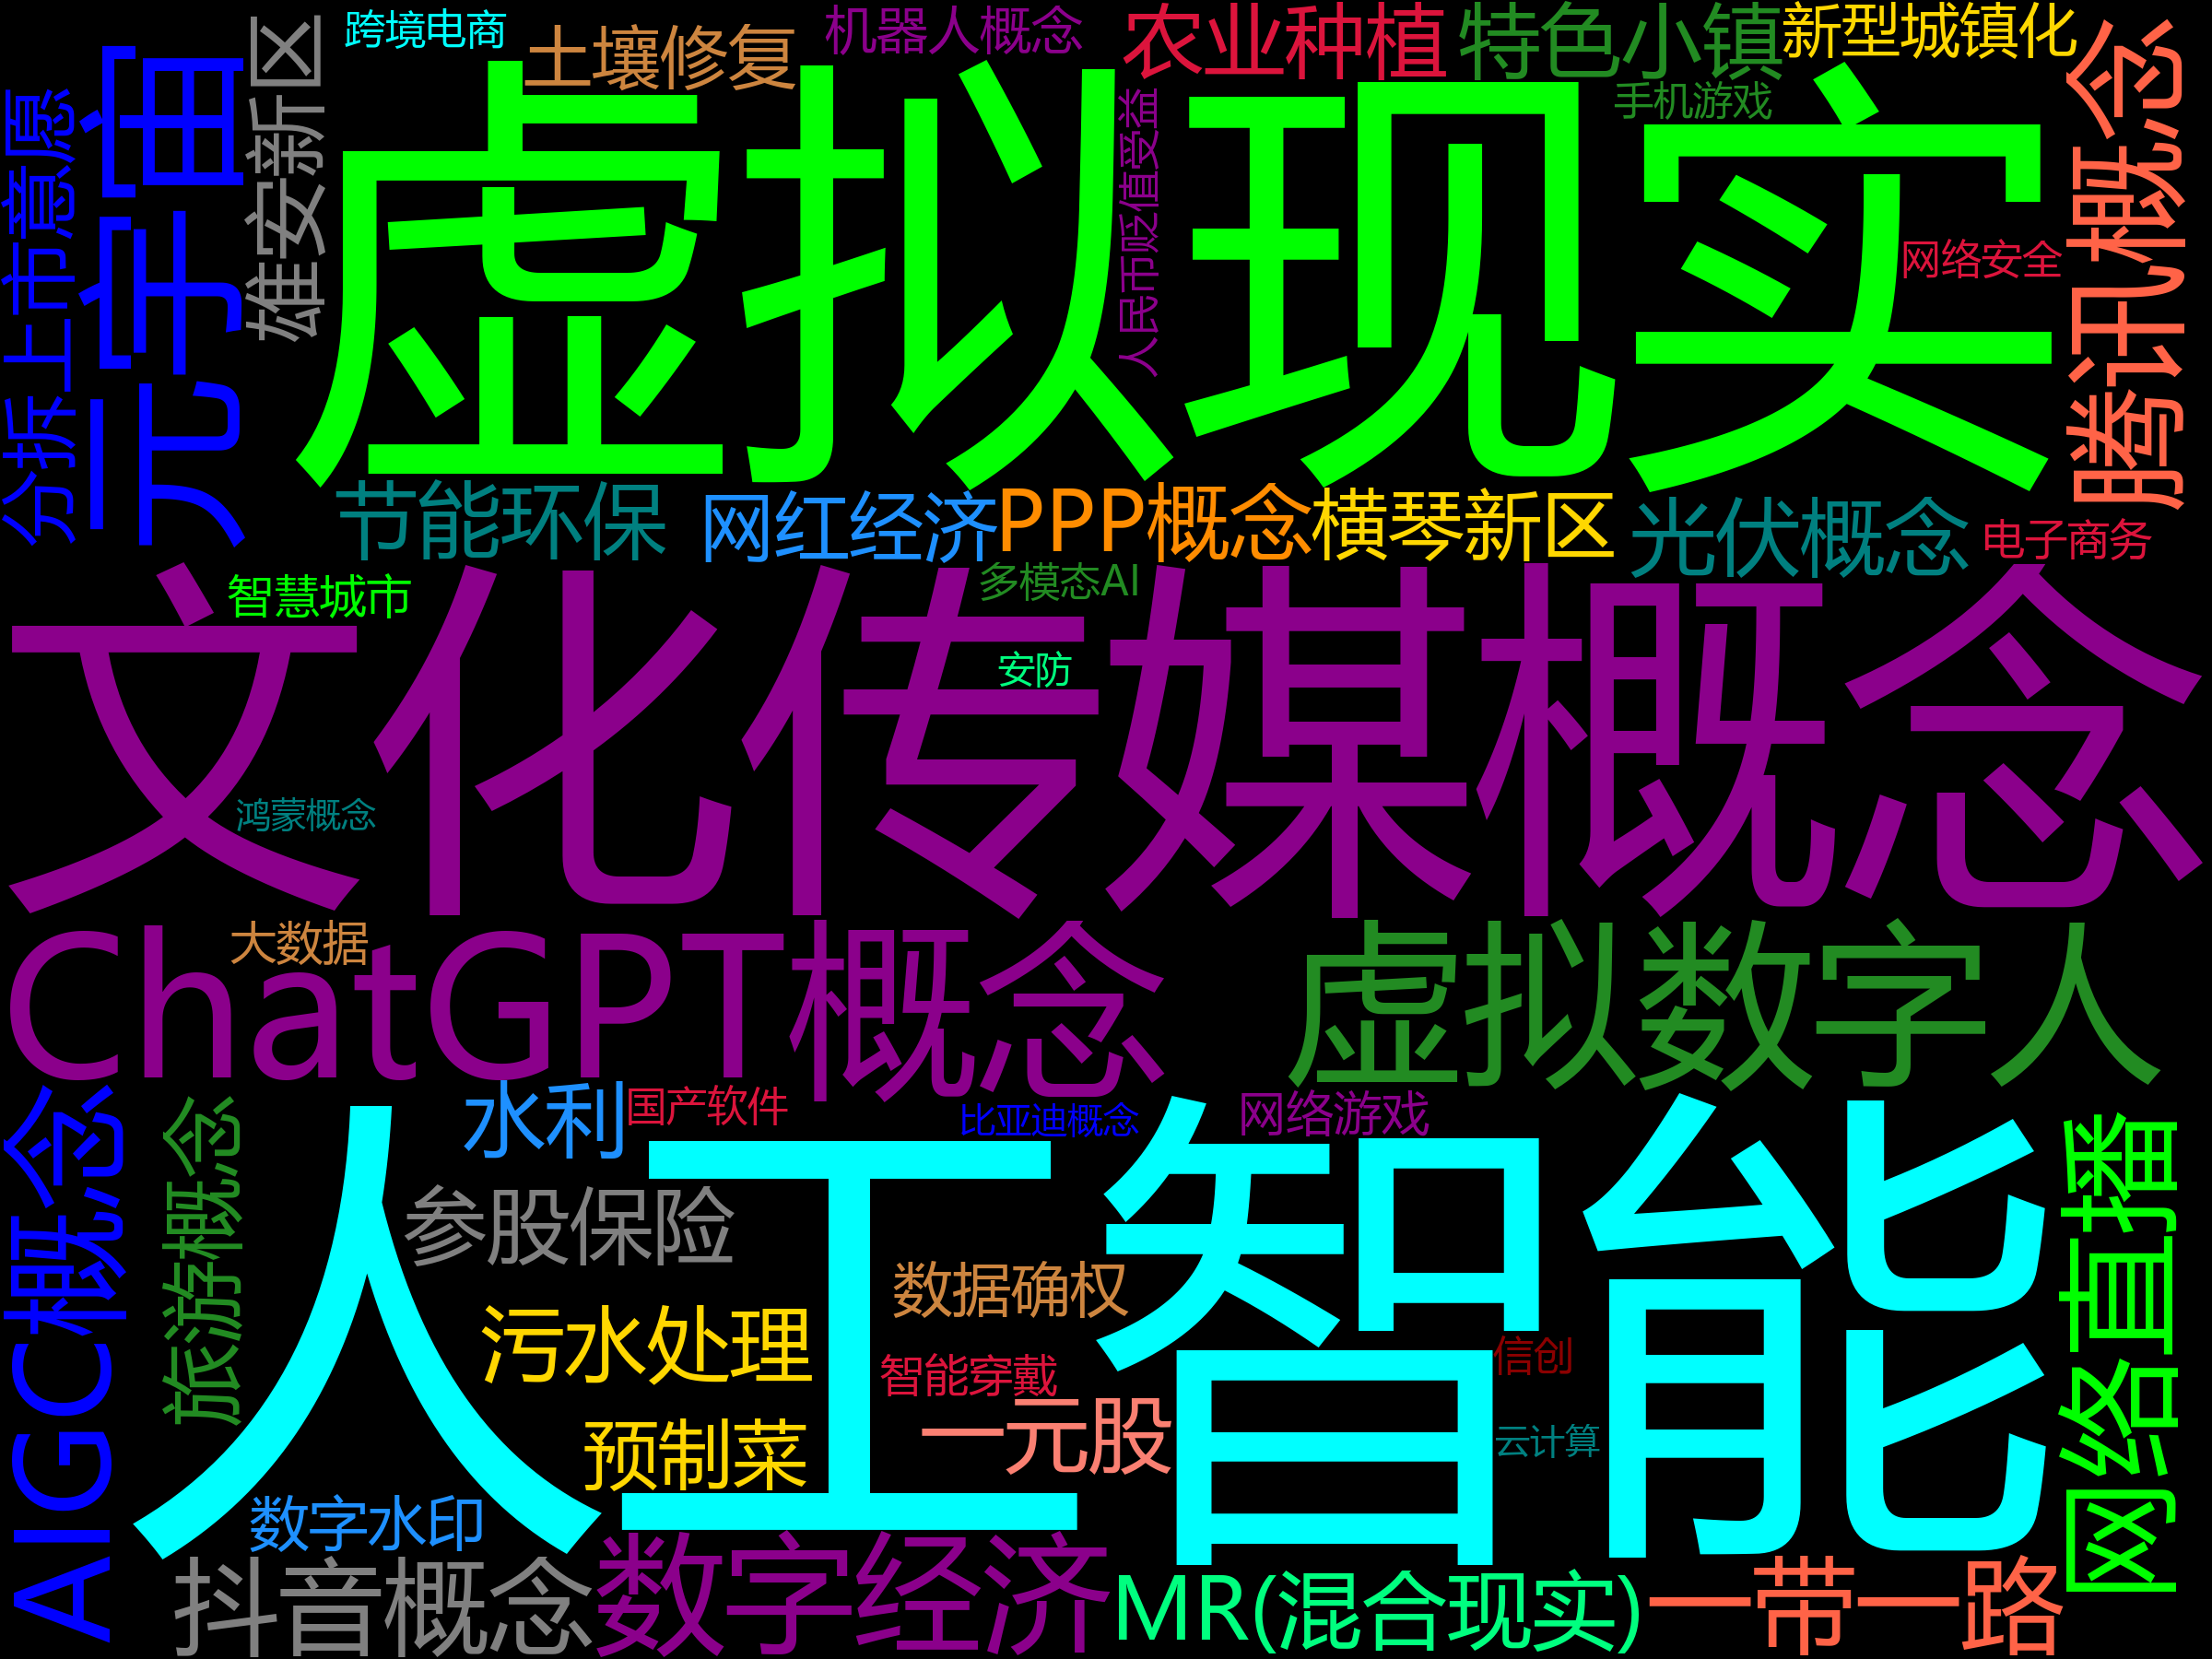 跨境电商
土壤修复
机器人概念
农业种植
特色小镇
新型城镇化
手机游戏
分拆上市意愿
元宇宙
雄安新区
虚拟现实
人民币贬值受益
网络安全
腾讯概念
节能环保
网红经济
PPP概念
横琴新区
光伏概念
电子商务
智慧城市
多模态AI
安防
文化传媒概念
鸿蒙概念
大数据
ChatGPT概念
虚拟数字人
水利
国产软件
比亚迪概念
网络游戏
AIGC概念
旅游概念
人工智能
参股保险
污水处理
数据确权
智能穿戴
信创
一元股
云计算
预制菜
网络直播
数字水印
抖音概念
数字经济
MR(混合现实)
一带一路